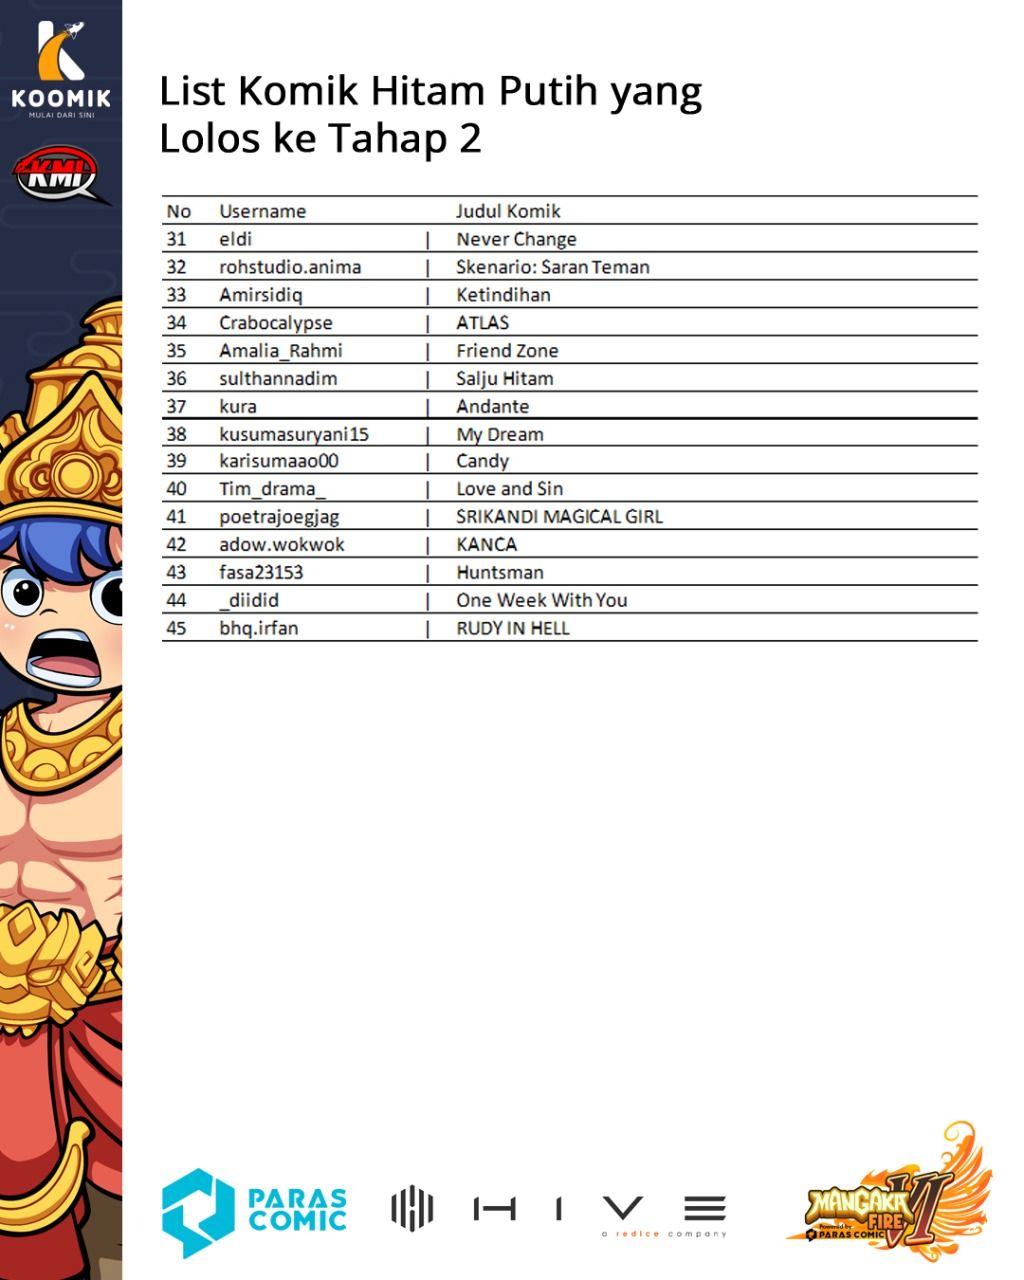 KOOMIK
MULAI DARI SINI
KMI
List Komik Hitam Putih yang
Lolos ke Tahap 2
No Username Judul Komik
31 eldi | Never Change
32 rohstudio.anima | Skenario: Saran Teman
33 Amirsidiq | Ketindihan
34 Crabocalypse | ATLAS
35 Amalia_Rahmi | Friend Zone
36 sulthannadim | Salju Hitam
37 kura | Andante
38 kusumasuryani15 | My Dream
39 karisumaao00 | Candy
40 Tim_drama_ | Love and Sin
41 poetrajoegjag | SRIKANDI MAGICAL GIRL
42 adow.wokwok | KANCA
43 fasa23153 | Huntsman
44 _diidid | One Week With You
45 bhq.irfan | RUDY IN HELL
PARAS
COMIC
HIVE
a redice company
MANGAKA
FIRE VI
Powered by
PARAS COMIC